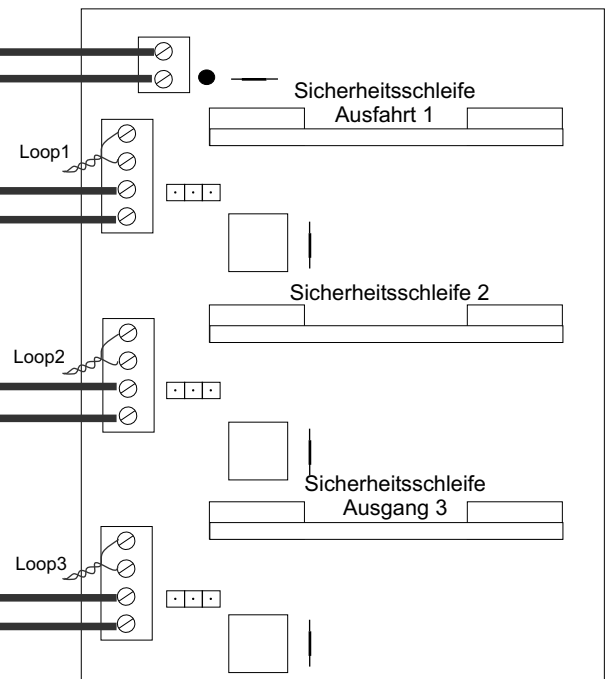 Sicherheitsschleife
Ausfahrt 1
Loop1
Sicherheitsschleife 2
Loop2
Sicherheitsschleife
Ausgang 3
Loop3